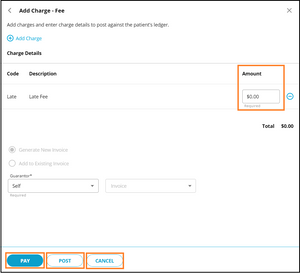 Add Charge - Fee
Add charges and enter charge details to post against the patient's ledger.
Add Charge
Charge Details
Code Description Amount
Late Late Fee $0.00
Required
Total $0.00
Generate New Invoice
Add to Existing Invoice
Guarantor*
Self Invoice
Required
PAY POST CANCEL